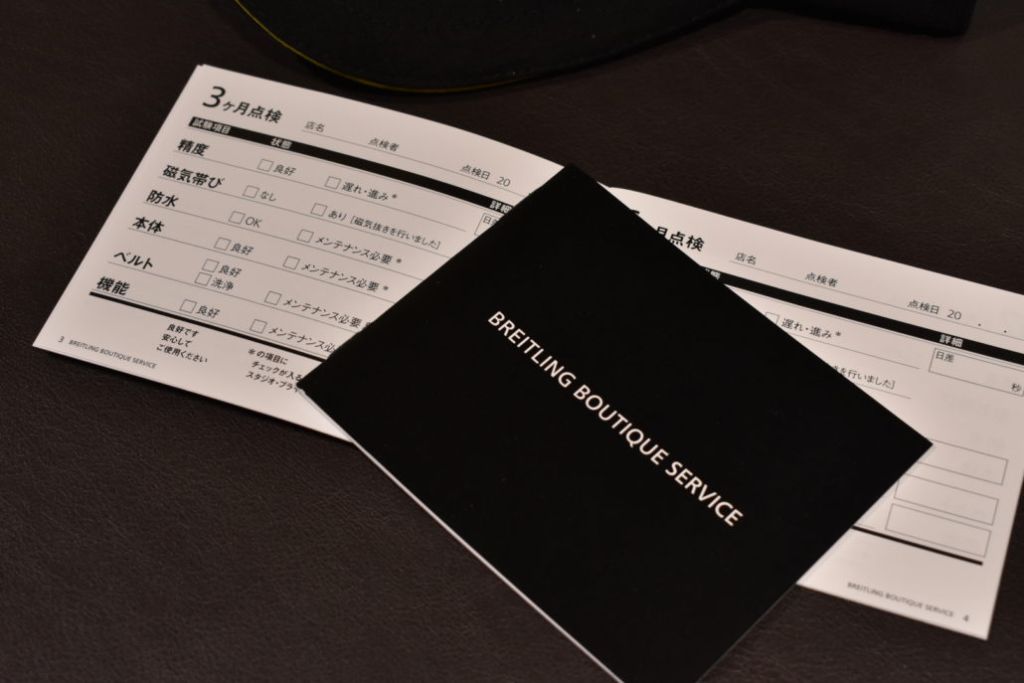 3ヶ月点検
店名 点検者 点検日 20
試験項目 状態 詳細
精度 良好 遅れ・進み*
磁気帯び なし あり [磁気抜きを行いました]
防水 OK メンテナンス必要*
本体 良好 メンテナンス必要*
ベルト 良好 洗浄 メンテナンス必要
機能 良好 メンテナンス必
良好です
安心して
ご使用ください
*の項目に
チェックが入る
スタジオ・ブラ
3 BREITLING BOUTIQUE SERVICE
BREITLING BOUTIQUE SERVICE
月点検
店名 点検者 点検日 20 . .
詳細
遅れ・進み*
日差 秒
きを行いました]
BREITLING BOUTIQUE SERVICE 4